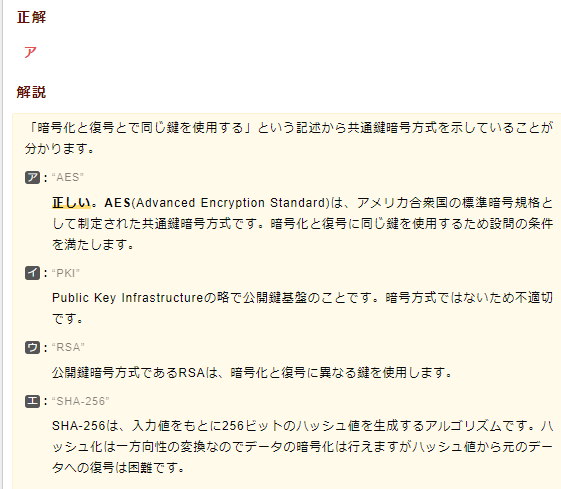 正解
ア
解説
「暗号化と復号とで同じ鍵を使用する」という記述から共通鍵暗号方式を示していることが
分かります。
ア:“AES”
正しい。AES(Advanced Encryption Standard)は、アメリカ合衆国の標準暗号規格と
して制定された共通鍵暗号方式です。暗号化と復号に同じ鍵を使用するため設問の条件
を満たします。
イ:“PKI”
Public Key Infrastructureの略で公開鍵基盤のことです。暗号方式ではないため不適切
です。
ウ:“RSA”
公開鍵暗号方式であるRSAは、暗号化と復号に異なる鍵を使用します。
エ:“SHA-256”
SHA-256は、入力値をもとに256ビットのハッシュ値を生成するアルゴリズムです。ハ
ッシュ化は一方向性の変換なのでデータの暗号化は行えますがハッシュ値から元のデー
タへの復号は困難です。